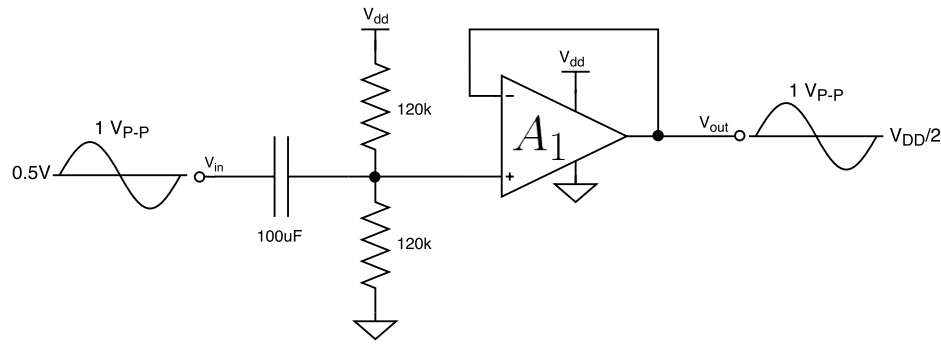 Vdd
120k
Vdd
−
A1
+
1 VP-P
0.5V
Vin
100uF
120k
Vout
1 VP-P
VDD/2